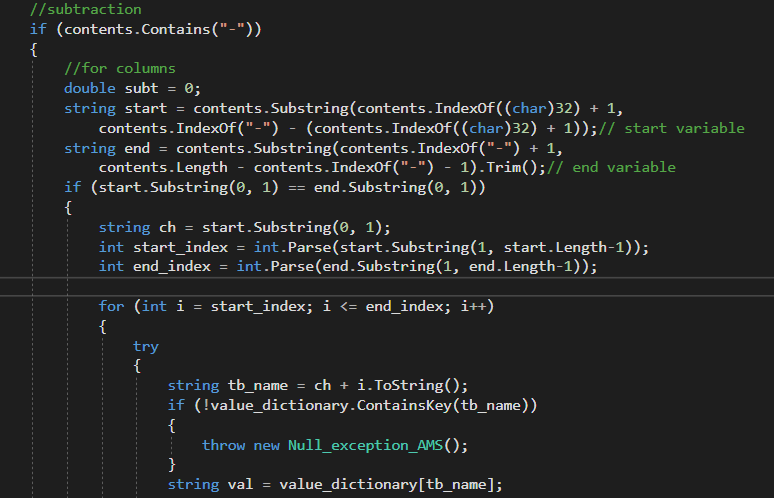 //subtraction
if (contents.Contains("-"))
{
//for columns
double subt = 0;
string start = contents.Substring(contents.IndexOf((char)32) + 1,
contents.IndexOf("-") - (contents.IndexOf((char)32) + 1));// start variable
string end = contents.Substring(contents.IndexOf("-") + 1,
contents.Length - contents.IndexOf("-") - 1).Trim();// end variable
if (start.Substring(0, 1) == end.Substring(0, 1))
{
string ch = start.Substring(0, 1);
int start_index = int.Parse(start.Substring(1, start.Length-1));
int end_index = int.Parse(end.Substring(1, end.Length-1));
for (int i = start_index; i <= end_index; i++)
{
try
{
string tb_name = ch + i.ToString();
if (!value_dictionary.ContainsKey(tb_name))
{
throw new Null_exception_AMS();
}
string val = value_dictionary[tb_name];